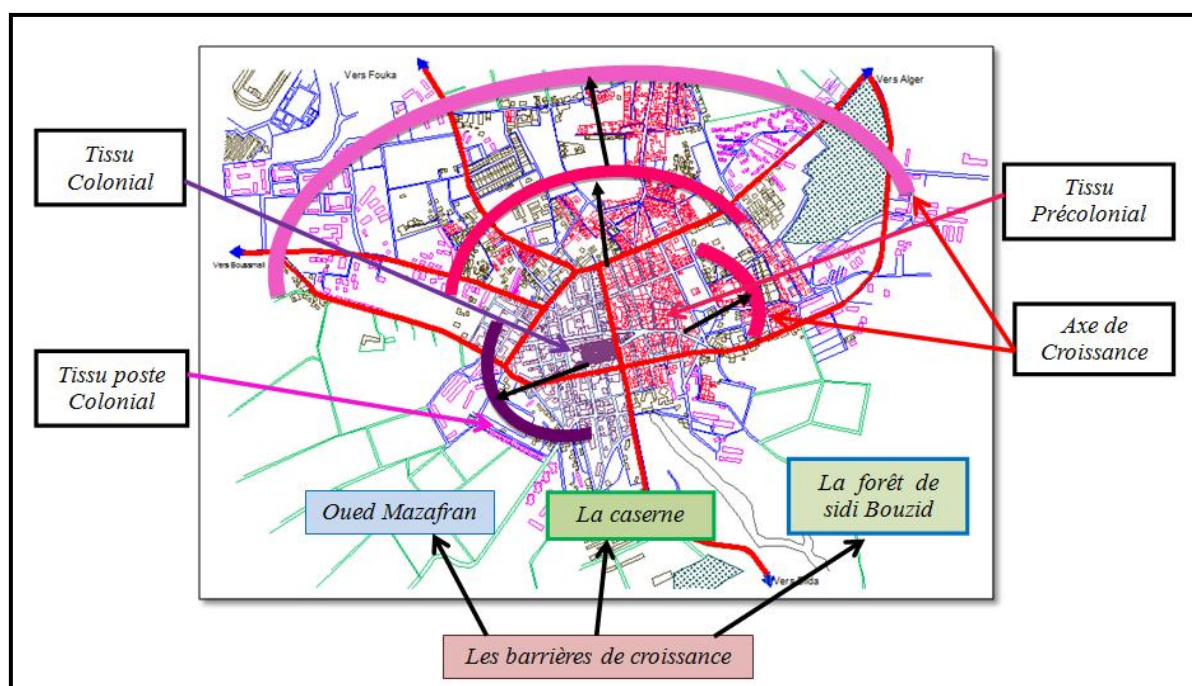 Vers Fouka
Vers Alger
Tissu
Colonial
Tissu
Précolonial
Vers Bousmail
Axe de
Croissance
Tissu poste
Colonial
Oued Mazafran
La caserne
La forêt de
sidi Bouzid
Vers Blida
Les barrières de croissance